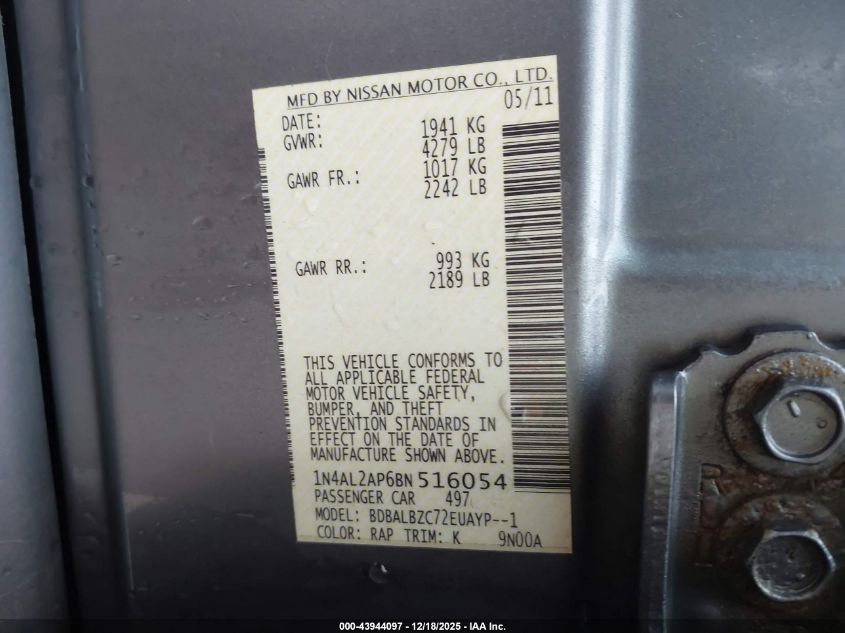 MFD BY NISSAN MOTOR CO., LTD.
DATE: 05/11
GVWR: 1941 KG
4279 LB
GAWR FR.: 1017 KG
2242 LB
GAWR RR.: 993 KG
2189 LB
THIS VEHICLE CONFORMS TO
ALL APPLICABLE FEDERAL
MOTOR VEHICLE SAFETY,
BUMPER, AND THEFT
PREVENTION STANDARDS IN
EFFECT ON THE DATE OF
MANUFACTURE SHOWN ABOVE.
1N4AL2AP6BN 516054
PASSENGER CAR 497
MODEL: BDBALBZC72EUAYP--1
COLOR: RAP TRIM: K 9N00A
000-43944097 - 12/18/2025 - IAA Inc.